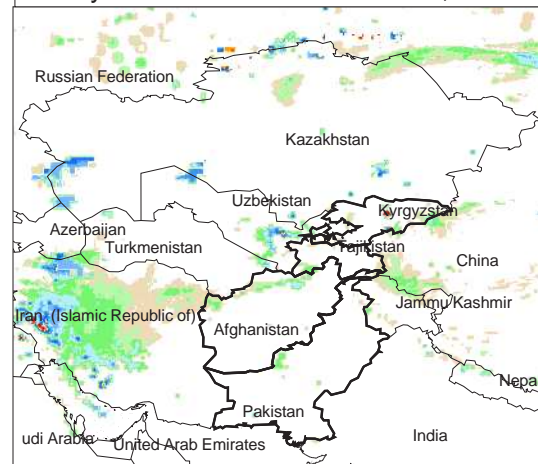 Russian Federation
Kazakhstan
Uzbekistan
Kyrgyzstan
Azerbaijan
Turkmenistan
Tajikistan
China
Jammu Kashmir
Iran (Islamic Republic of)
Afghanistan
Nepa
Pakistan
udi Arabia
United Arab Emirates
India